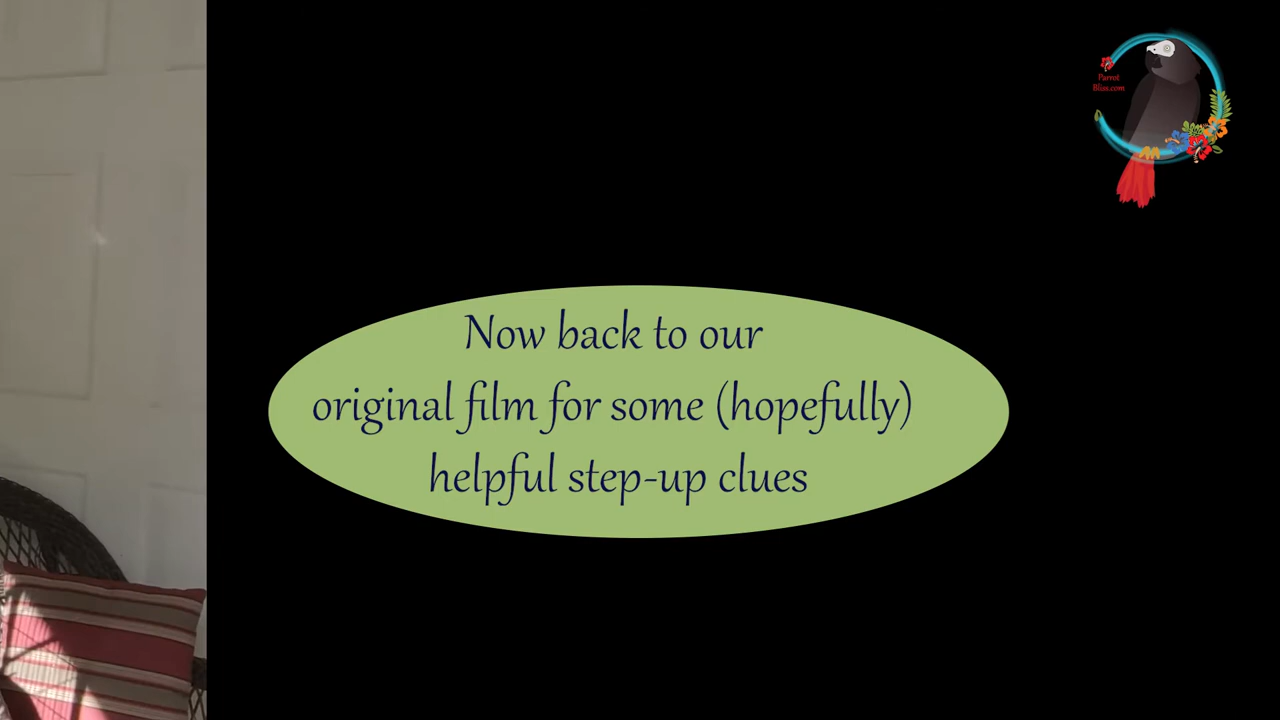 Parrot
Bliss.com
Now back to our
original film for some (hopefully)
helpful step-up clues